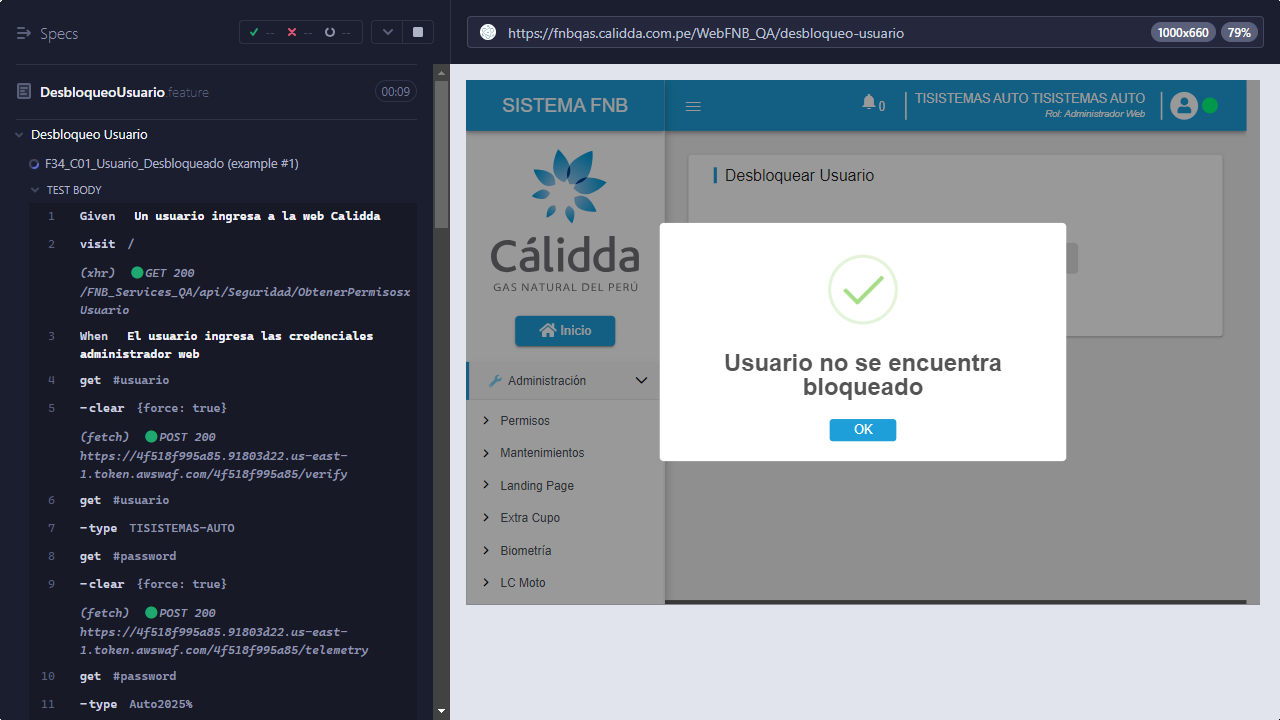 Specs
--
--
--
https://fnbqas.calidda.com.pe/WebFNB_QA/desbloqueo-usuario
1000x660
79%
DesbloqueoUsuario feature
00:09
Desbloqueo Usuario
F34_C01_Usuario_Desbloqueado (example #1)
TEST BODY
1 Given Un usuario ingresa a la web Calidda
2 visit /
(xhr) GET 200
/FNB_Services_QA/api/Seguridad/ObtenerPermisosx
Usuario
3 When El usuario ingresa las credenciales
administrador web
4 get #usuario
5 -clear {force: true}
(fetch) POST 200
https://4f518f995a85.91803d22.us-east-
1.token.awswaf.com/4f518f995a85/verify
6 get #usuario
7 -type TISISTEMAS-AUTO
8 get #password
9 -clear {force: true}
(fetch) POST 200
https://4f518f995a85.91803d22.us-east-
1.token.awswaf.com/4f518f995a85/telemetry
10 get #password
11 -type Auto2025%
SISTEMA FNB
0
TISISTEMAS AUTO TISISTEMAS AUTO
Rol: Administrador Web
Cálidda
GAS NATURAL DEL PERÚ
Inicio
Administración
Permisos
Mantenimientos
Landing Page
Extra Cupo
Biometría
LC Moto
Desbloquear Usuario
Usuario no se encuentra
bloqueado
OK